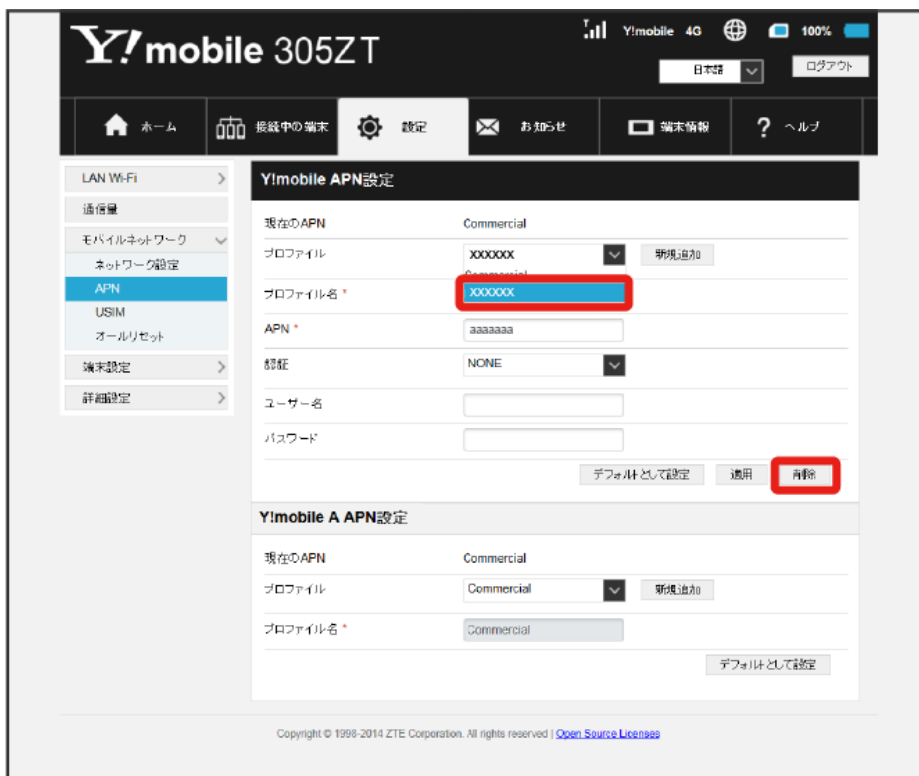 Y!mobile 305ZT
Y!mobile 4G 100%
日本語 ログアウト
ホーム 接続中の端末 設定 お知らせ 端末情報 ? ヘルプ
LAN Wi-Fi
通信量
モバイルネットワーク
ネットワーク設定
APN
USIM
オールリセット
端末設定
詳細設定
Y!mobile APN設定
現在のAPN Commercial
プロファイル XXXXXX 新規追加
Commercial
プロファイル名 * XXXXXX
APN * aaaaaaa
認証 NONE
ユーザー名
パスワード
デフォルトとして設定 適用 削除
Y!mobile A APN設定
現在のAPN Commercial
プロファイル Commercial 新規追加
プロファイル名 * Commercial
デフォルトとして設定
Copyright © 1998-2014 ZTE Corporation. All rights reserved | Open Source Licenses